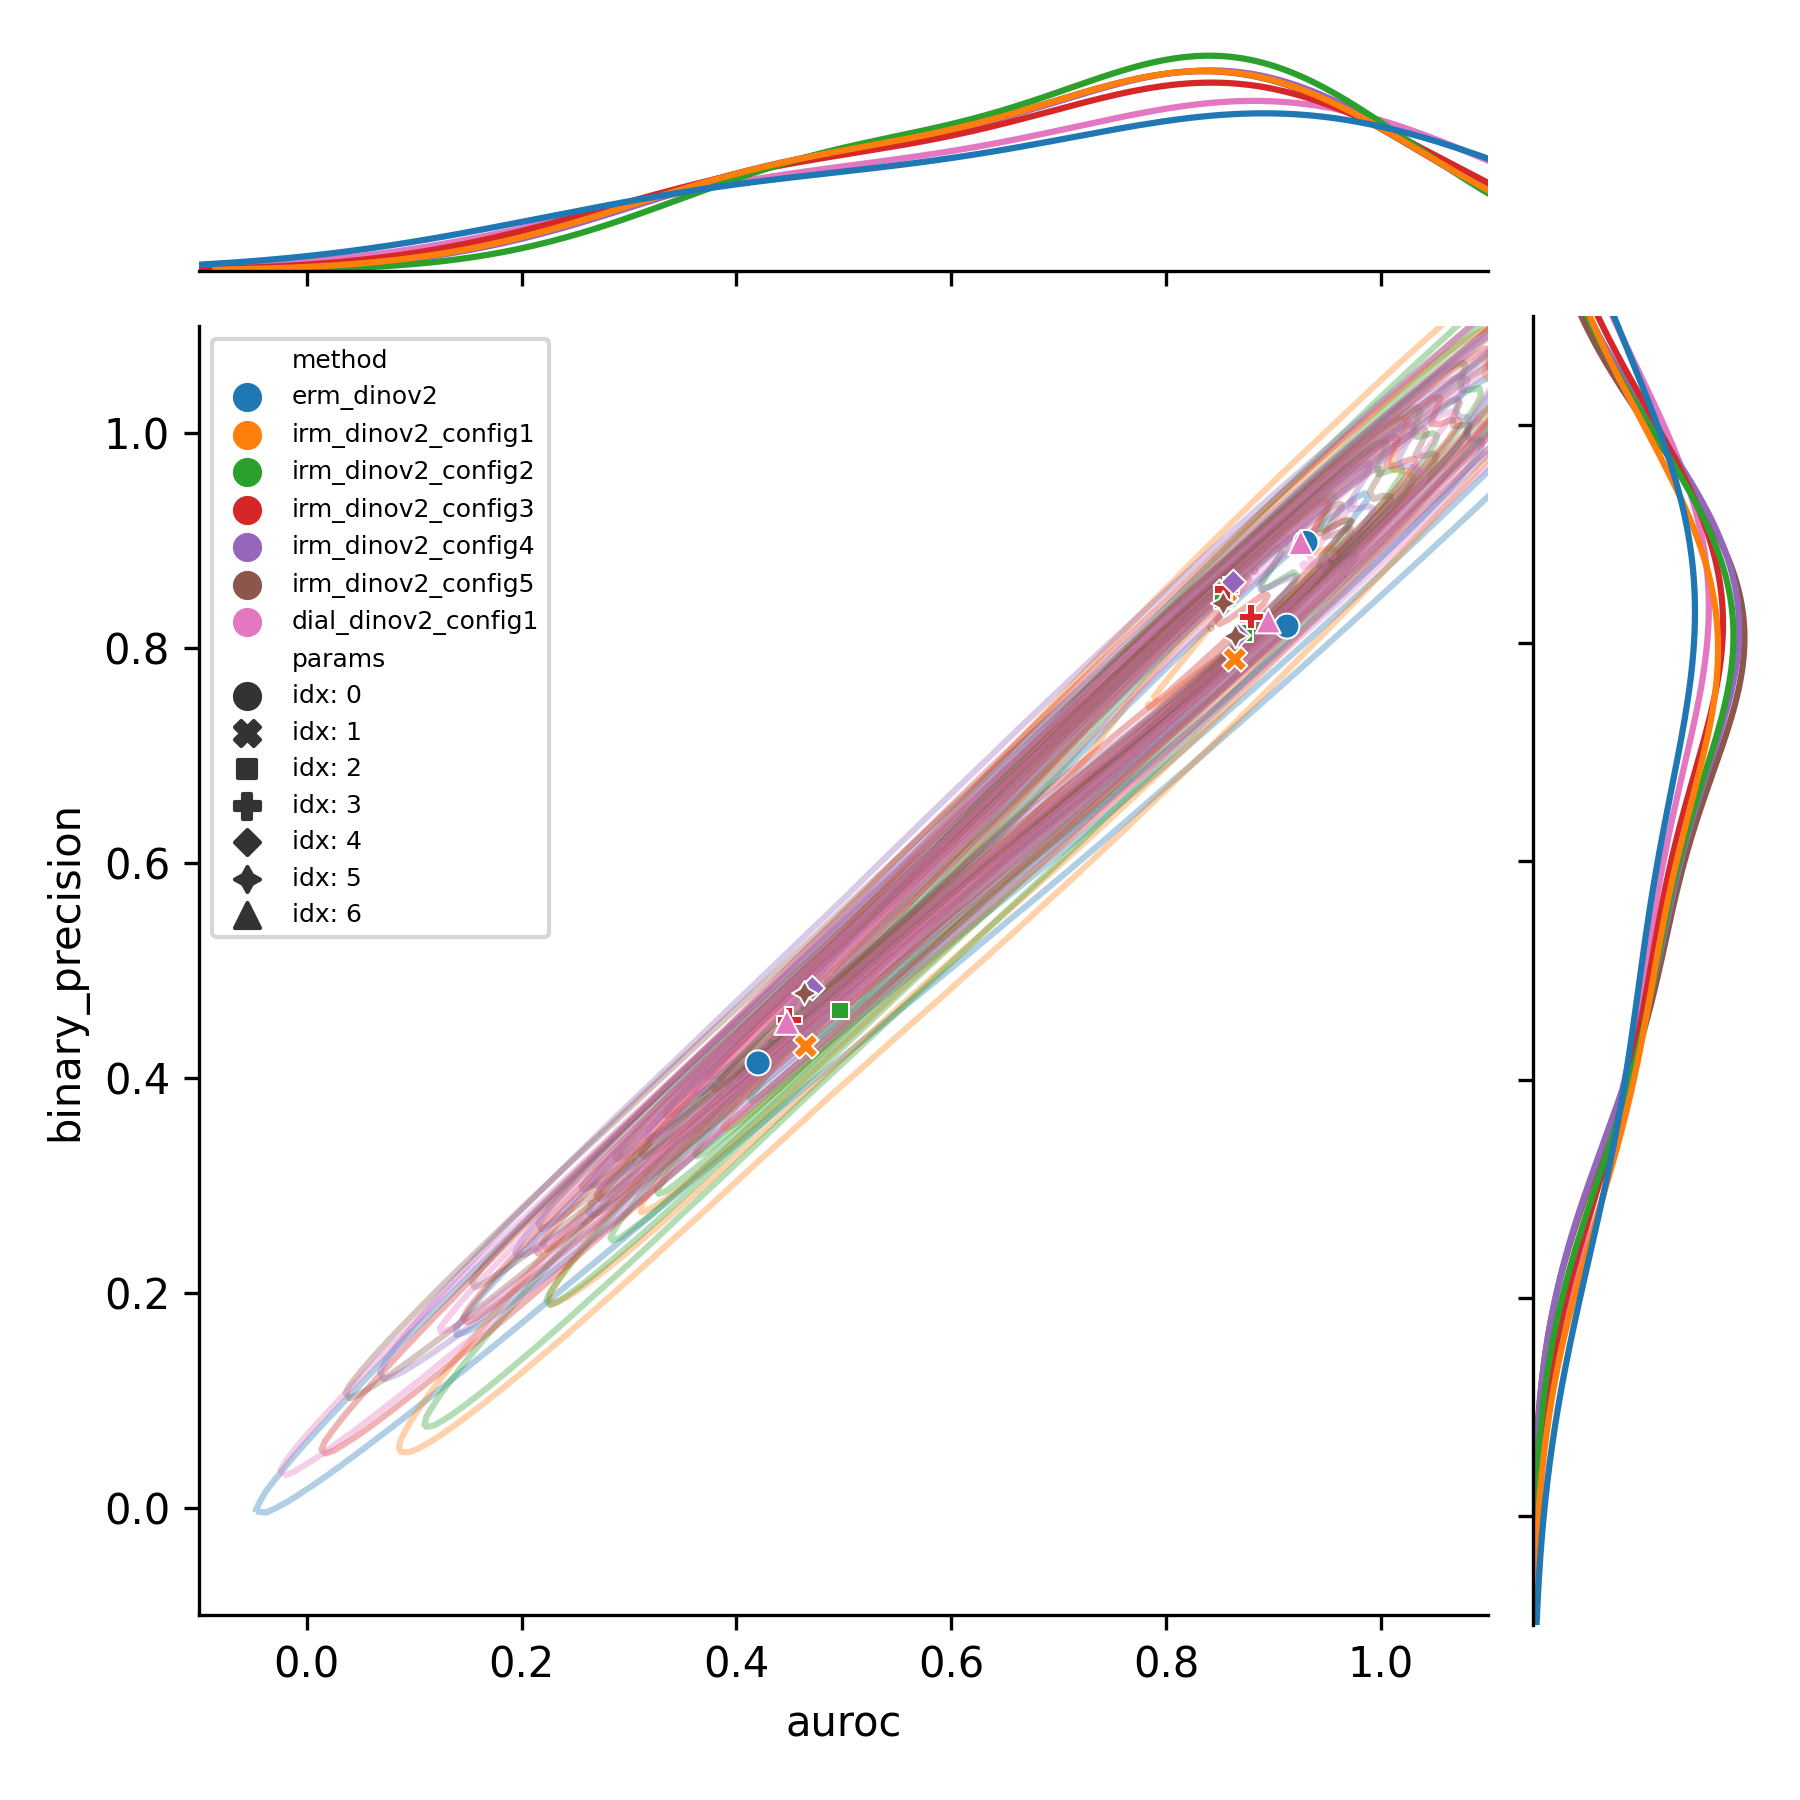 method
erm_dinov2
irm_dinov2_config1
irm_dinov2_config2
irm_dinov2_config3
irm_dinov2_config4
irm_dinov2_config5
dial_dinov2_config1
params
idx: 0
idx: 1
idx: 2
idx: 3
idx: 4
idx: 5
idx: 6
1.0
0.8
0.6
0.4
0.2
0.0
binary_precision
0.0 0.2 0.4 0.6 0.8 1.0
auroc